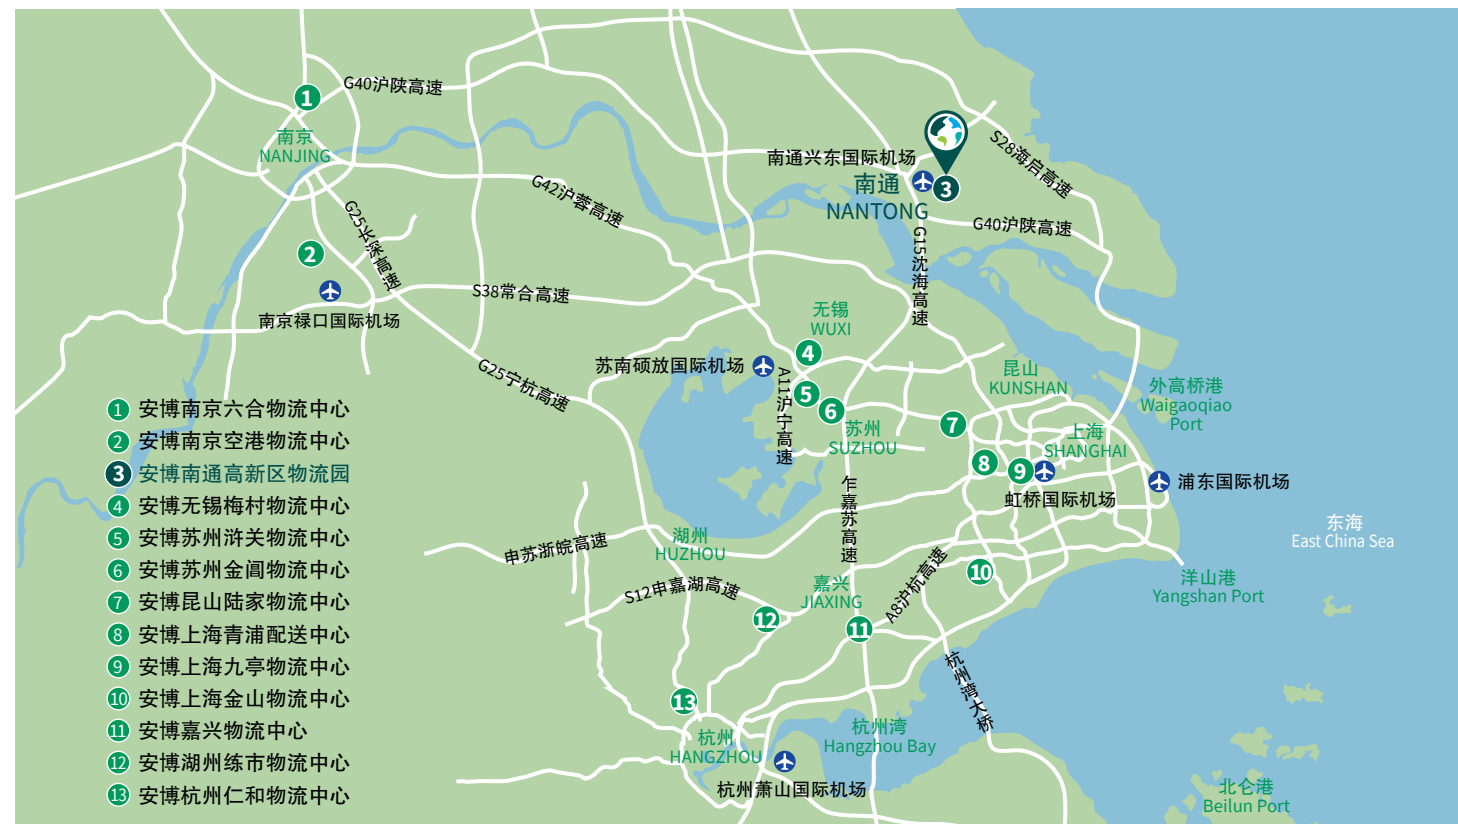 1
G40沪陕高速
南京
NANJING
南通兴东国际机场
S28海启高速
南通
3
NANTONG
G42沪蓉高速
G25长深高速
G40沪陕高速
G15沈海高速
2
南京禄口国际机场
S38常合高速
无锡
WUXI
4
苏南硕放国际机场
A11沪宁高速
G25宁杭高速
5
6
昆山
KUNSHAN
外高桥港
Waigaoqiao
Port
7
苏州
SUZHOU
上海
SHANGHAI
8
9
虹桥国际机场
浦东国际机场
乍嘉苏高速
东海
East China Sea
申苏浙皖高速
湖州
HUZHOU
S12申嘉湖高速
嘉兴
JIAXING
A8沪杭高速
10
洋山港
Yangshan Port
12
11
杭州湾大桥
13
杭州
HANGZHOU
杭州湾
Hangzhou Bay
杭州萧山国际机场
北仑港
Beilun Port
1 安博南京六合物流中心
2 安博南京空港物流中心
3 安博南通高新区物流园
4 安博无锡梅村物流中心
5 安博苏州浒关物流中心
6 安博苏州金阊物流中心
7 安博昆山陆家物流中心
8 安博上海青浦配送中心
9 安博上海九亭物流中心
10 安博上海金山物流中心
11 安博嘉兴物流中心
12 安博湖州练市物流中心
13 安博杭州仁和物流中心